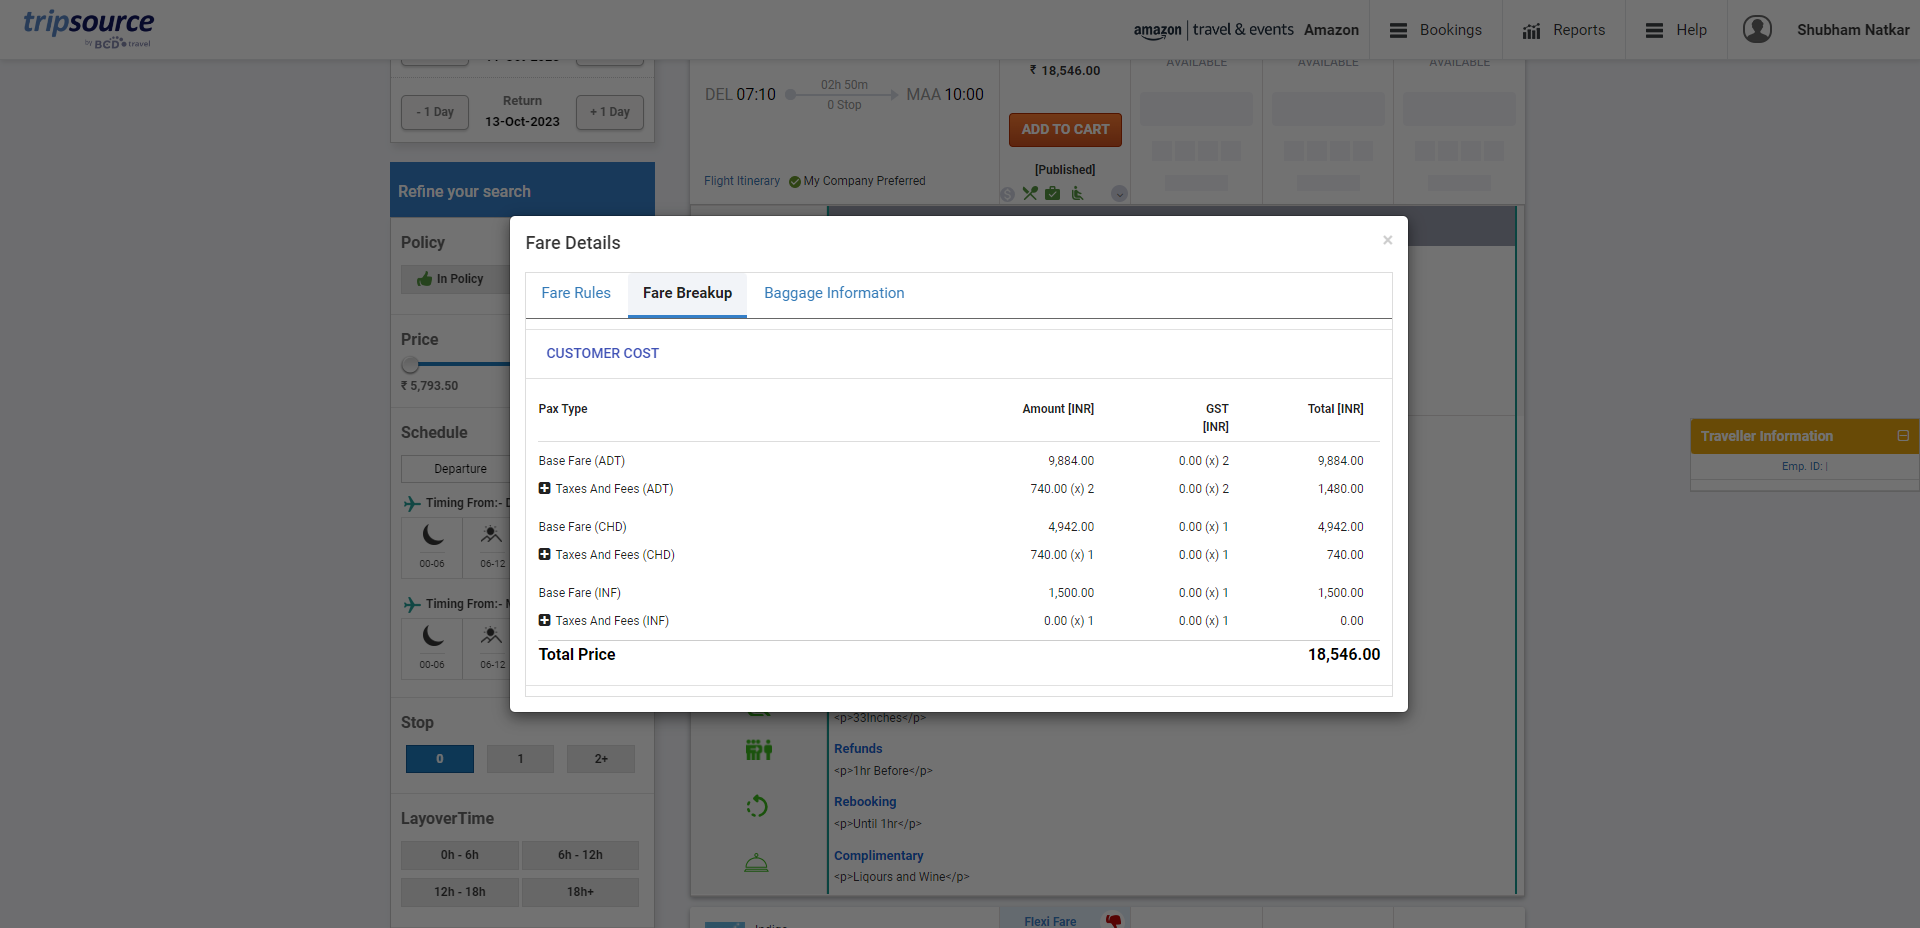 tripsource
by BCD travel
amazon | travel & events Amazon
Bookings
Reports
Help
Shubham Natkar
- 1 Day
Return
13-Oct-2023
+ 1 Day
Refine your search
Policy
In Policy
Price
₹ 5,793.50
Schedule
Departure
Timing From:-
00-06
06-12
Timing From:-
00-06
06-12
Stop
0
1
2+
LayoverTime
0h - 6h
6h - 12h
12h - 18h
18h+
DEL 07:10
02h 50m
0 Stop
MAA 10:00
₹ 18,546.00
ADD TO CART
[Published]
AVAILABLE
AVAILABLE
AVAILABLE
Flight Itinerary
My Company Preferred
Fare Details
×
Fare Rules
Fare Breakup
Baggage Information
CUSTOMER COST
Pax Type Amount [INR] GST [INR] Total [INR]
Base Fare (ADT) 9,884.00 0.00 (x) 2 9,884.00
Taxes And Fees (ADT) 740.00 (x) 2 0.00 (x) 2 1,480.00
Base Fare (CHD) 4,942.00 0.00 (x) 1 4,942.00
Taxes And Fees (CHD) 740.00 (x) 1 0.00 (x) 1 740.00
Base Fare (INF) 1,500.00 0.00 (x) 1 1,500.00
Taxes And Fees (INF) 0.00 (x) 1 0.00 (x) 1 0.00
Total Price 18,546.00
<p>33Inches</p>
Refunds
<p>1hr Before</p>
Rebooking
<p>Until 1hr</p>
Complimentary
<p>Liqours and Wine</p>
Flexi Fare
Traveller Information
Emp. ID: |